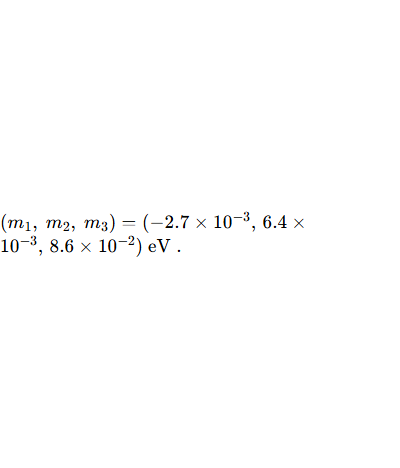 (m₁, m₂, m₃) = (−2.7 × 10⁻³, 6.4 ×
10⁻³, 8.6 × 10⁻²) eV .